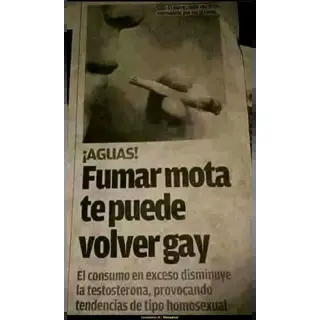 ¡AGUAS!
Fumar mota
te puede
volver gay
El consumo en exceso disminuye
la testosterona, provocando
tendencias de tipo homosexual